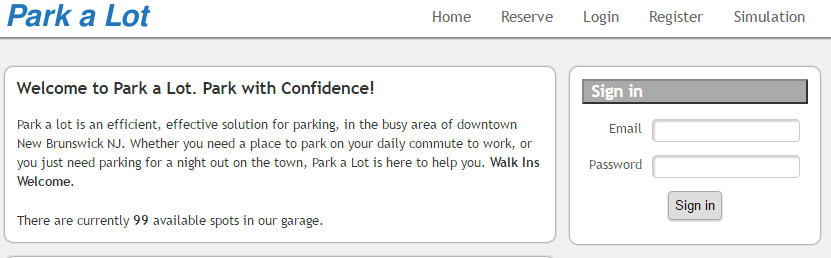 Park a Lot
Home Reserve Login Register Simulation
Welcome to Park a Lot. Park with Confidence!
Park a lot is an efficient, effective solution for parking, in the busy area of downtown
New Brunswick NJ. Whether you need a place to park on your daily commute to work, or
you just need parking for a night out on the town, Park a Lot is here to help you. Walk Ins
Welcome.
There are currently 99 available spots in our garage.
Sign in
Email
Password
Sign in